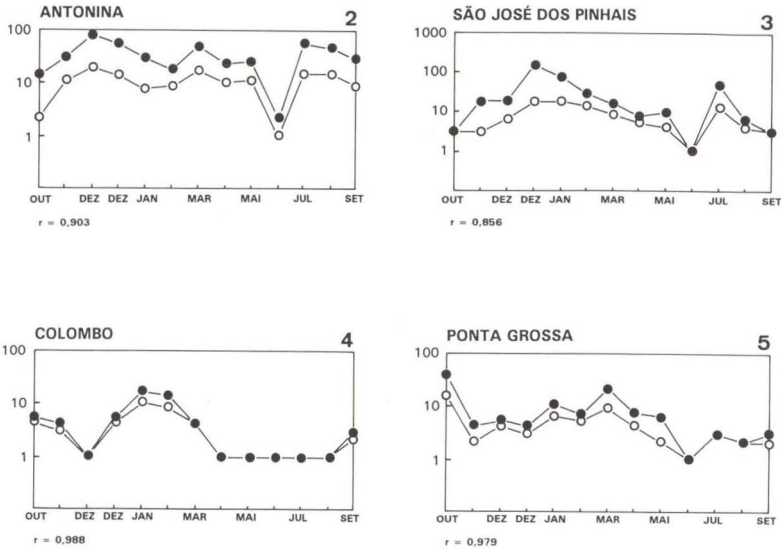 ANTONINA 2
100
10
1
OUT DEZ DEZ JAN MAR MAI JUL SET
r = 0,903
SÃO JOSÉ DOS PINHAIS 3
1000
100
10
1
OUT DEZ DEZ JAN MAR MAI JUL SET
r = 0,856
COLOMBO 4
100
10
1
OUT DEZ DEZ JAN MAR MAI JUL SET
r = 0,988
PONTA GROSSA 5
100
10
1
OUT DEZ DEZ JAN MAR MAI JUL SET
r = 0,979